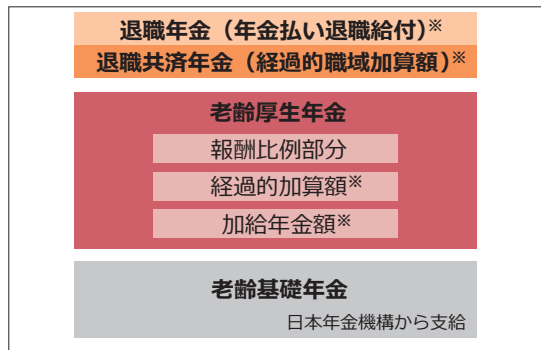 退職年金（年金払い退職給付）※
退職共済年金（経過的職域加算額）※
老齢厚生年金
報酬比例部分
経過的加算額※
加給年金額※
老齢基礎年金
日本年金機構から支給